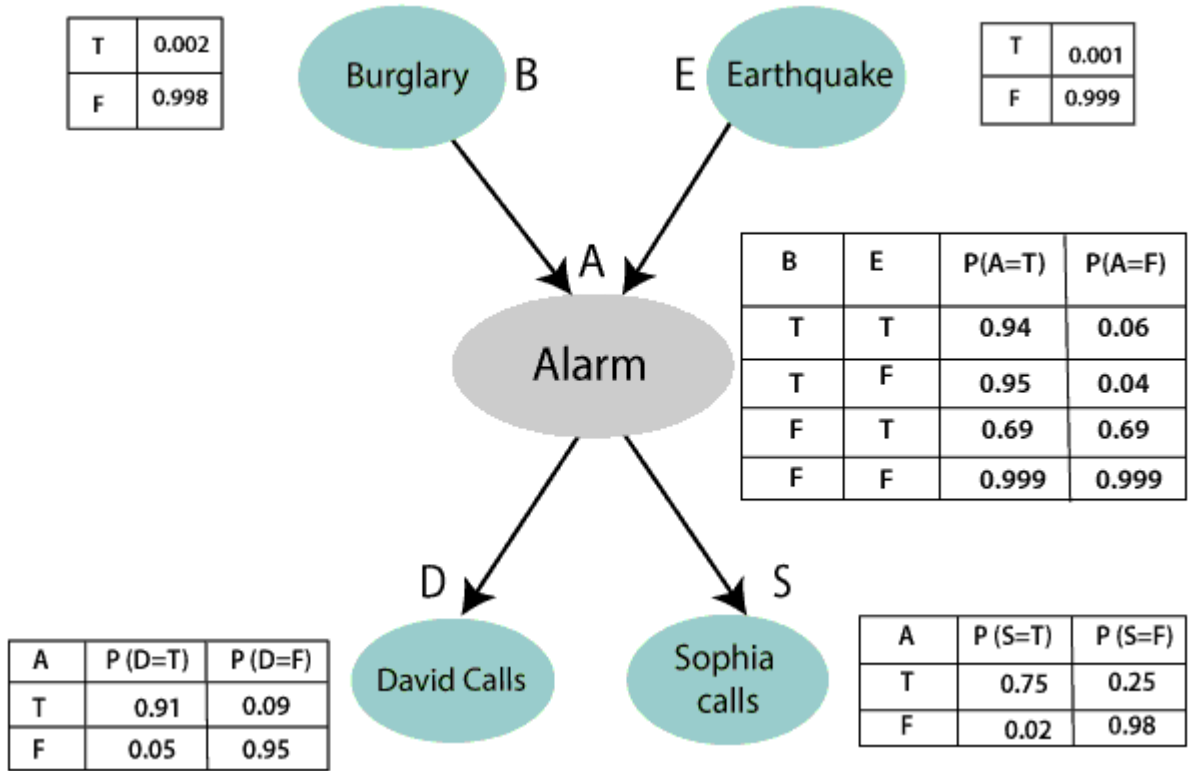 T 0.002
F 0.998
Burglary B
E Earthquake
T 0.001
F 0.999
A
Alarm
B E P(A=T) P(A=F)
T T 0.94 0.06
T F 0.95 0.04
F T 0.69 0.69
F F 0.999 0.999
D
S
A P (D=T) P (D=F)
T 0.91 0.09
F 0.05 0.95
David Calls
Sophia
calls
A P (S=T) P (S=F)
T 0.75 0.25
F 0.02 0.98